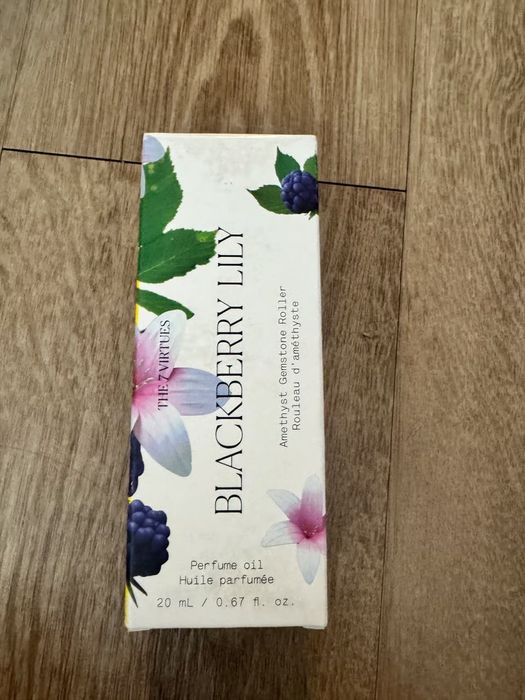 THE 7 VIRTUES
BLACKBERRY LILY
Amethyst Gemstone Roller
Rouleau d'améthyste
Perfume oil
Huile parfumée
20 mL / 0.67 fl. oz.